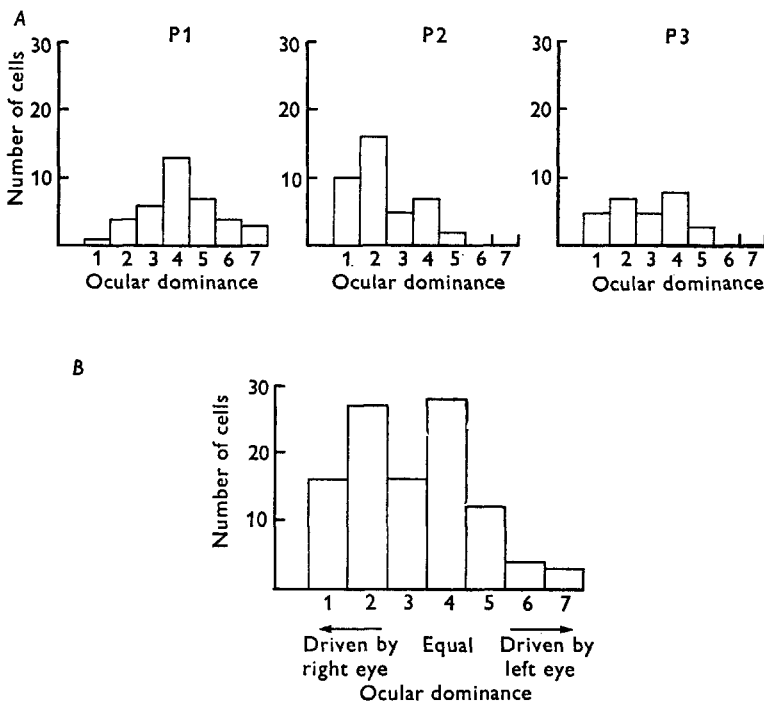 A
P1
P2
P3
Number of cells
30
20
10
1 2 3 4 5 6 7
Ocular dominance
30
20
10
1 2 3 4 5 6 7
Ocular dominance
30
20
10
1 2 3 4 5 6 7
Ocular dominance
B
Number of cells
30
20
10
1 2 3 4 5 6 7
Driven by Equal Driven by
right eye left eye
Ocular dominance